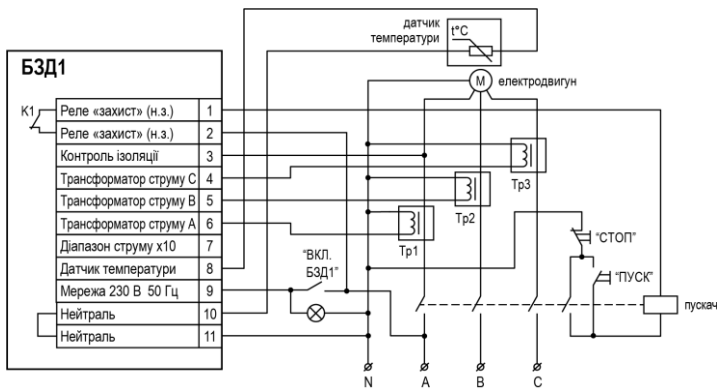 датчик
температури
t°C
БЗД1
M
електродвигун
K1
Реле «захист» (н.з.) 1
Реле «захист» (н.з.) 2
Контроль ізоляції 3
Трансформатор струму С 4
Трансформатор струму В 5
Трансформатор струму А 6
Діапазон струму х10 7
Датчик температури 8
Мережа 230 В 50 Гц 9
Нейтраль 10
Нейтраль 11
Тр3
Тр2
Тр1
"ВКЛ.
БЗД1"
"СТОП"
"ПУСК"
пускач
N A B C